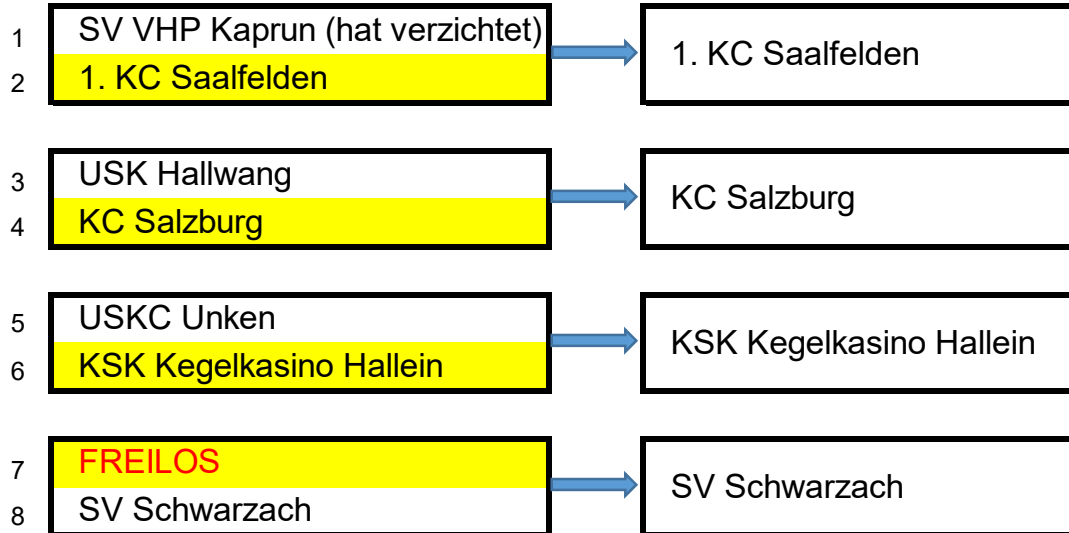 1 SV VHP Kaprun (hat verzichtet)
2 1. KC Saalfelden
1. KC Saalfelden
3 USK Hallwang
4 KC Salzburg
KC Salzburg
5 USKC Unken
6 KSK Kegelkasino Hallein
KSK Kegelkasino Hallein
7 FREILOS
8 SV Schwarzach
SV Schwarzach